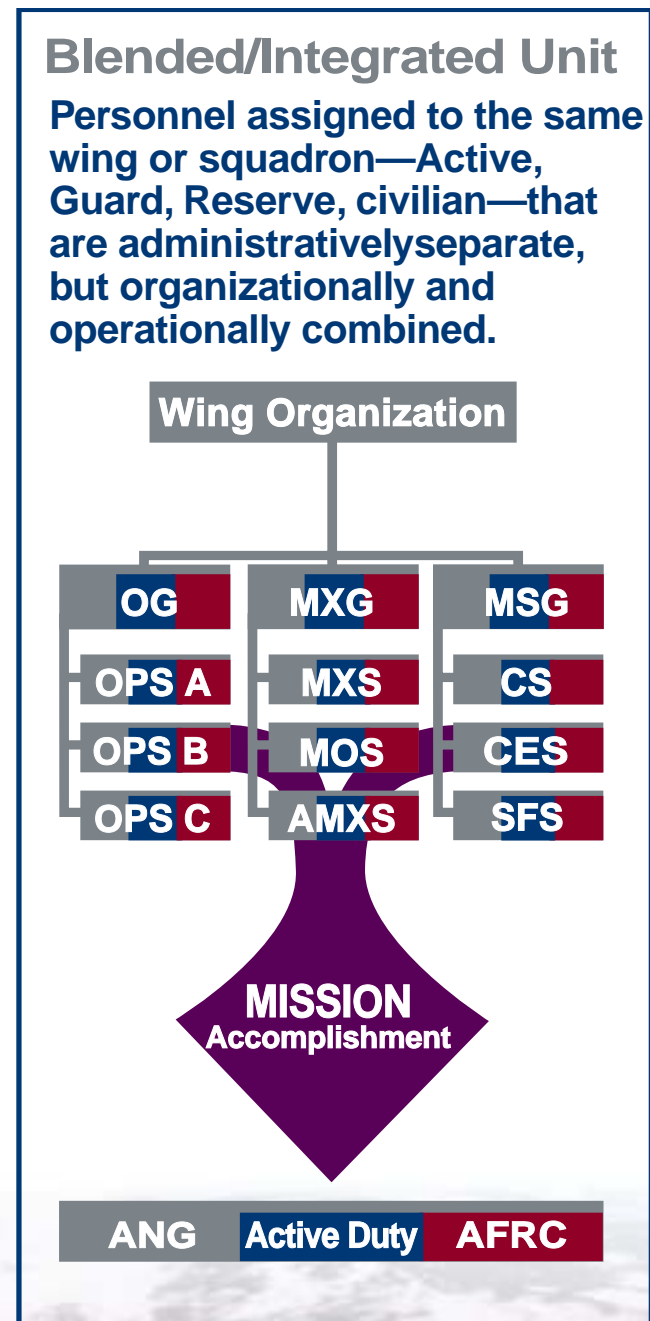 Blended/Integrated Unit
Personnel assigned to the same
wing or squadron—Active,
Guard, Reserve, civilian—that
are administrativelyseparate,
but organizationally and
operationally combined.
Wing Organization
OG
MXG
MSG
OPS A
MXS
CS
OPS B
MOS
CES
OPS C
AMXS
SFS
MISSION
Accomplishment
ANG
Active Duty
AFRC